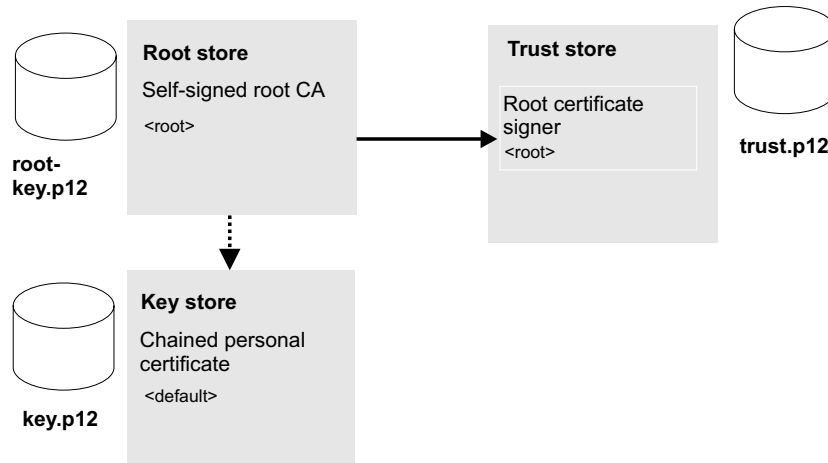 Root store
Self-signed root CA
<root>
root-
key.p12
Trust store
Root certificate
signer
<root>
trust.p12
Key store
Chained personal
certificate
<default>
key.p12